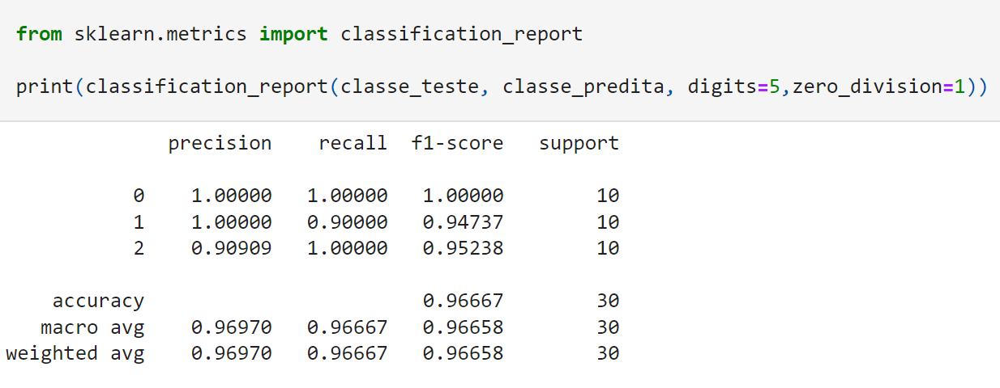 from sklearn.metrics import classification_report
print(classification_report(classe_teste, classe_predita, digits=5,zero_division=1))
precision recall f1-score support
0 1.00000 1.00000 1.00000 10
1 1.00000 0.90000 0.94737 10
2 0.90909 1.00000 0.95238 10
accuracy 0.96667 30
macro avg 0.96970 0.96667 0.96658 30
weighted avg 0.96970 0.96667 0.96658 30